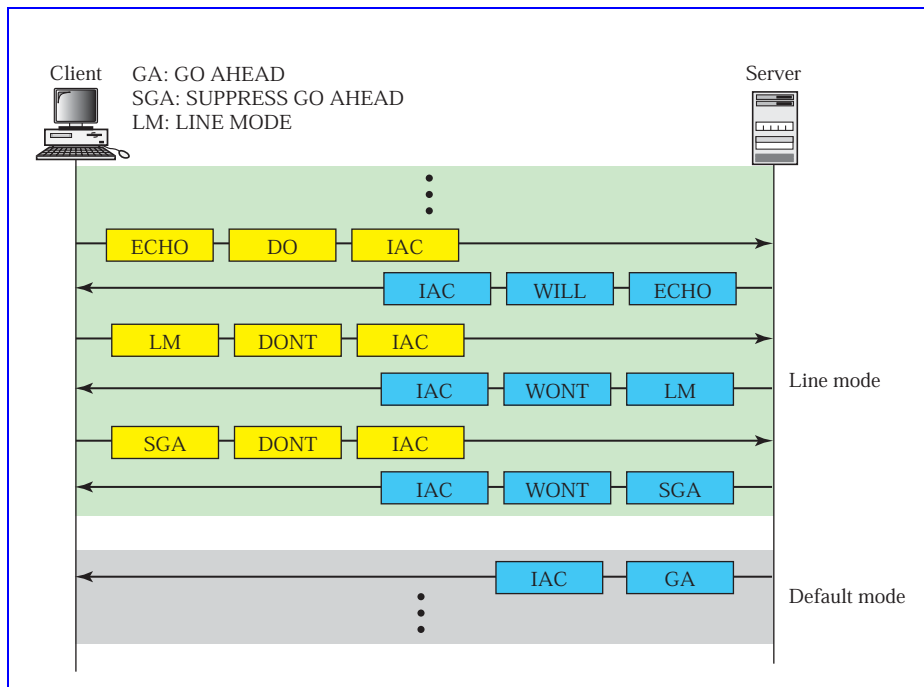 Client
GA: GO AHEAD
SGA: SUPPRESS GO AHEAD
LM: LINE MODE
Server
ECHO DO IAC
IAC WILL ECHO
LM DONT IAC
IAC WONT LM
Line mode
SGA DONT IAC
IAC WONT SGA
IAC GA
Default mode